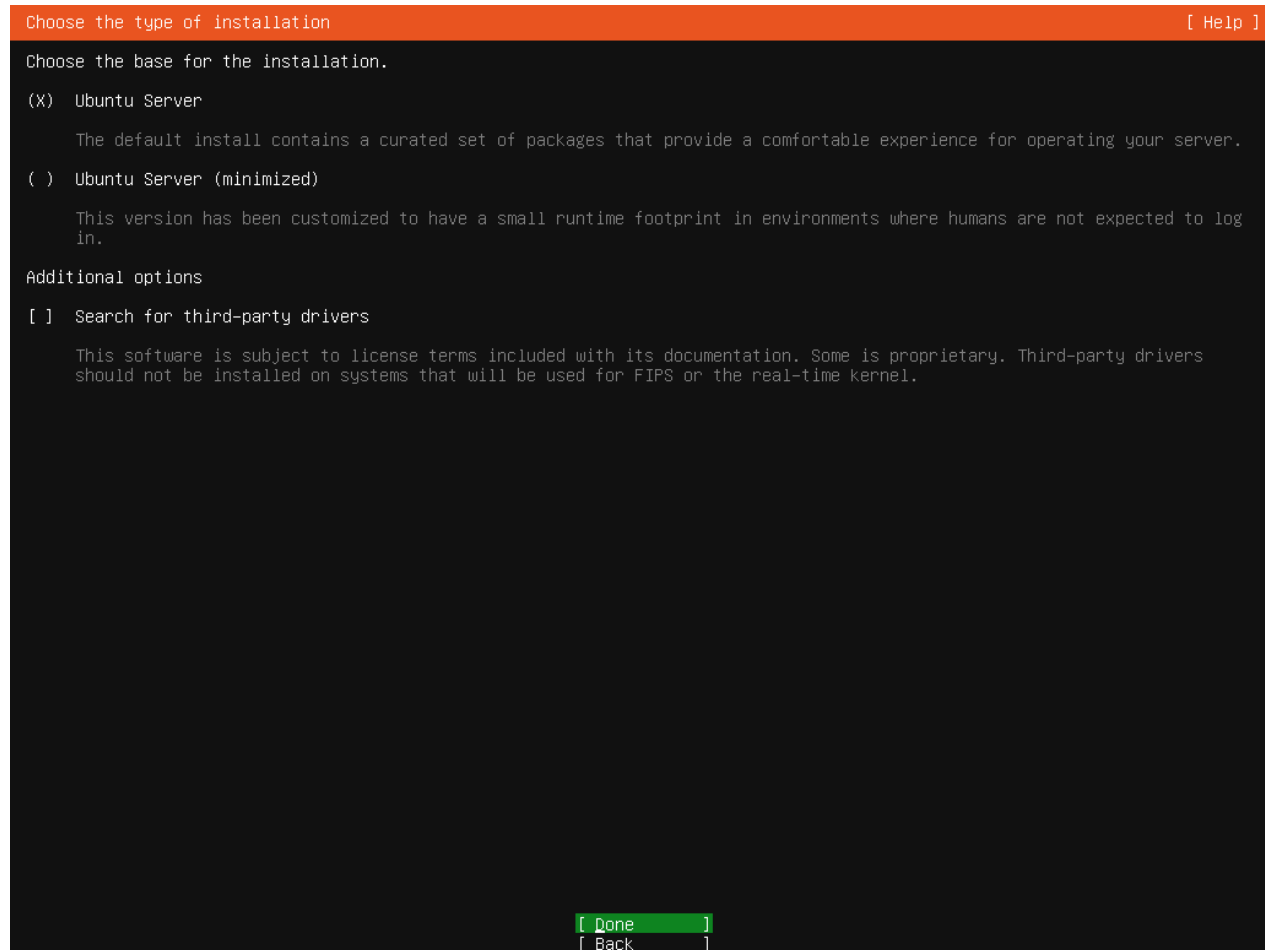 Choose the type of installation [ Help ]
Choose the base for the installation.
(X) Ubuntu Server
The default install contains a curated set of packages that provide a comfortable experience for operating your server.
( ) Ubuntu Server (minimized)
This version has been customized to have a small runtime footprint in environments where humans are not expected to log
in.
Additional options
[ ] Search for third-party drivers
This software is subject to license terms included with its documentation. Some is proprietary. Third-party drivers
should not be installed on systems that will be used for FIPS or the real-time kernel.
[ Done ]
[ Back ]